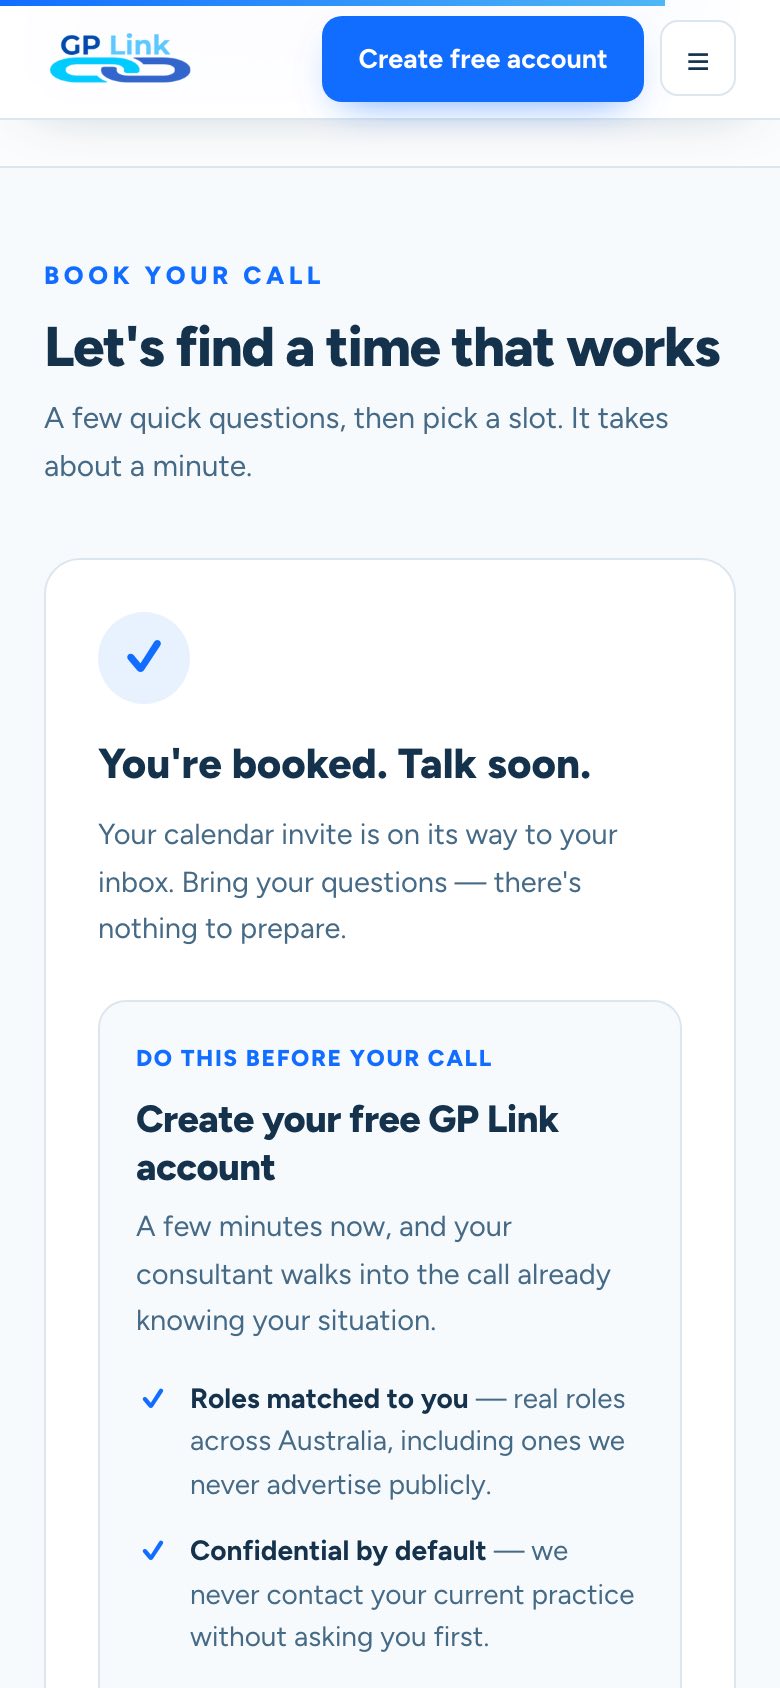 GP Link
Create free account
BOOK YOUR CALL
Let's find a time that works
A few quick questions, then pick a slot. It takes
about a minute.
You're booked. Talk soon.
Your calendar invite is on its way to your
inbox. Bring your questions — there's
nothing to prepare.
DO THIS BEFORE YOUR CALL
Create your free GP Link
account
A few minutes now, and your
consultant walks into the call already
knowing your situation.
Roles matched to you — real roles
across Australia, including ones we
never advertise publicly.
Confidential by default — we
never contact your current practice
without asking you first.